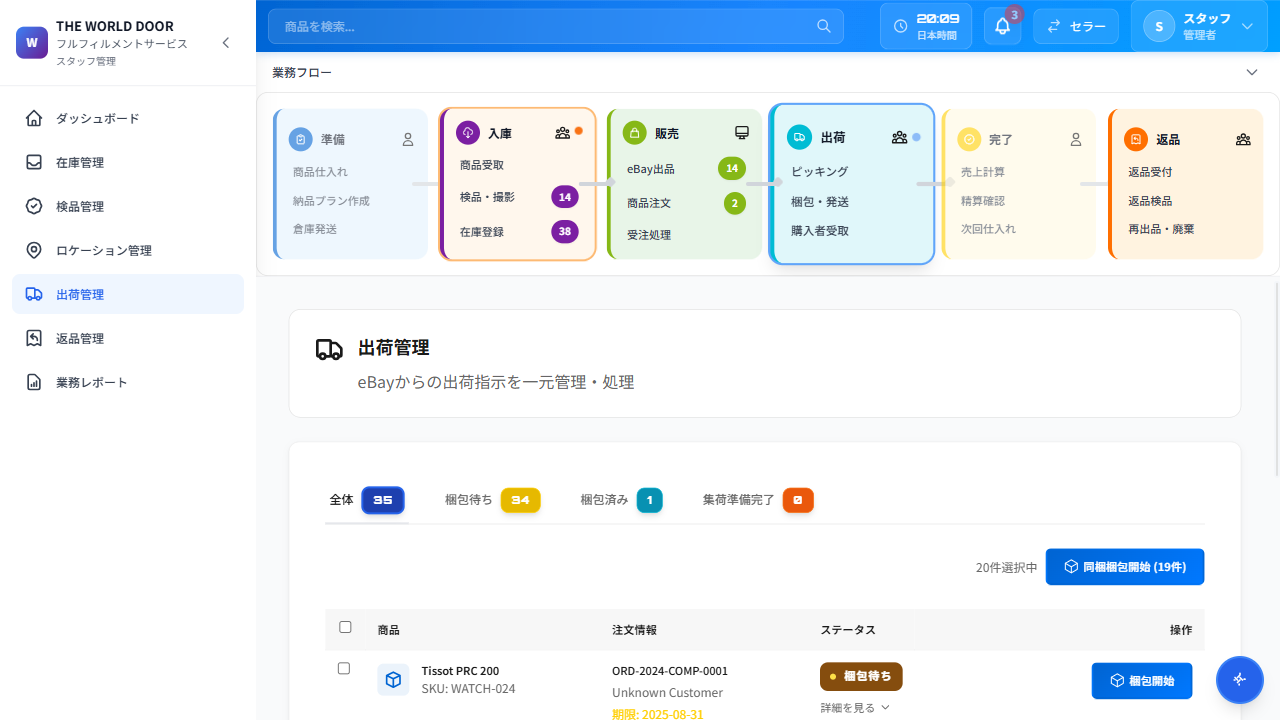 W
THE WORLD DOOR
フルフィルメントサービス
スタッフ管理
ダッシュボード
在庫管理
検品管理
ロケーション管理
出荷管理
返品管理
業務レポート
商品を検索...
20:09
日本時間
3
セラー
S
スタッフ
管理者
業務フロー
準備
商品仕入れ
納品プラン作成
倉庫発送
入庫
商品受取
検品・撮影 14
在庫登録 38
販売
eBay出品 14
商品注文 2
受注処理
出荷
ピッキング
梱包・発送
購入者受取
完了
売上計算
精算確認
次回仕入れ
返品
返品受付
返品検品
再出品・廃棄
出荷管理
eBayからの出荷指示を一元管理・処理
全体 35 梱包待ち 34 梱包済み 1 集荷準備完了 0
20件選択中 同梱梱包開始 (19件)
商品 注文情報 ステータス 操作
Tissot PRC 200
SKU: WATCH-024
ORD-2024-COMP-0001
Unknown Customer
期限: 2025-08-31
梱包待ち
詳細を見る
梱包開始